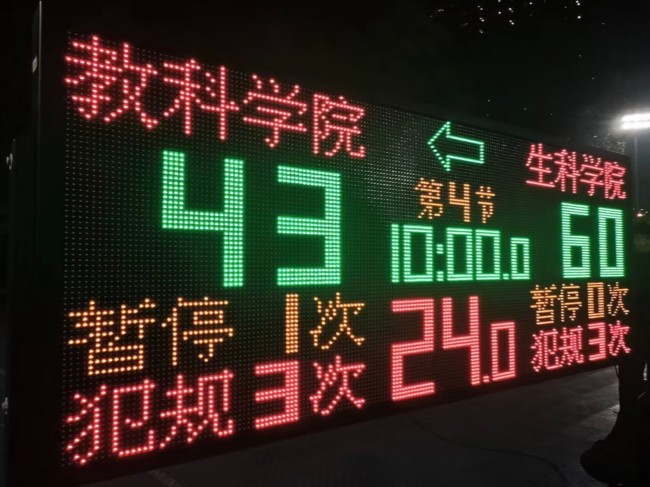 教科学院
生科学院
43
第4节
60
10:00.0
暂停1次
24.0
暂停0次
犯规3次
犯规3次